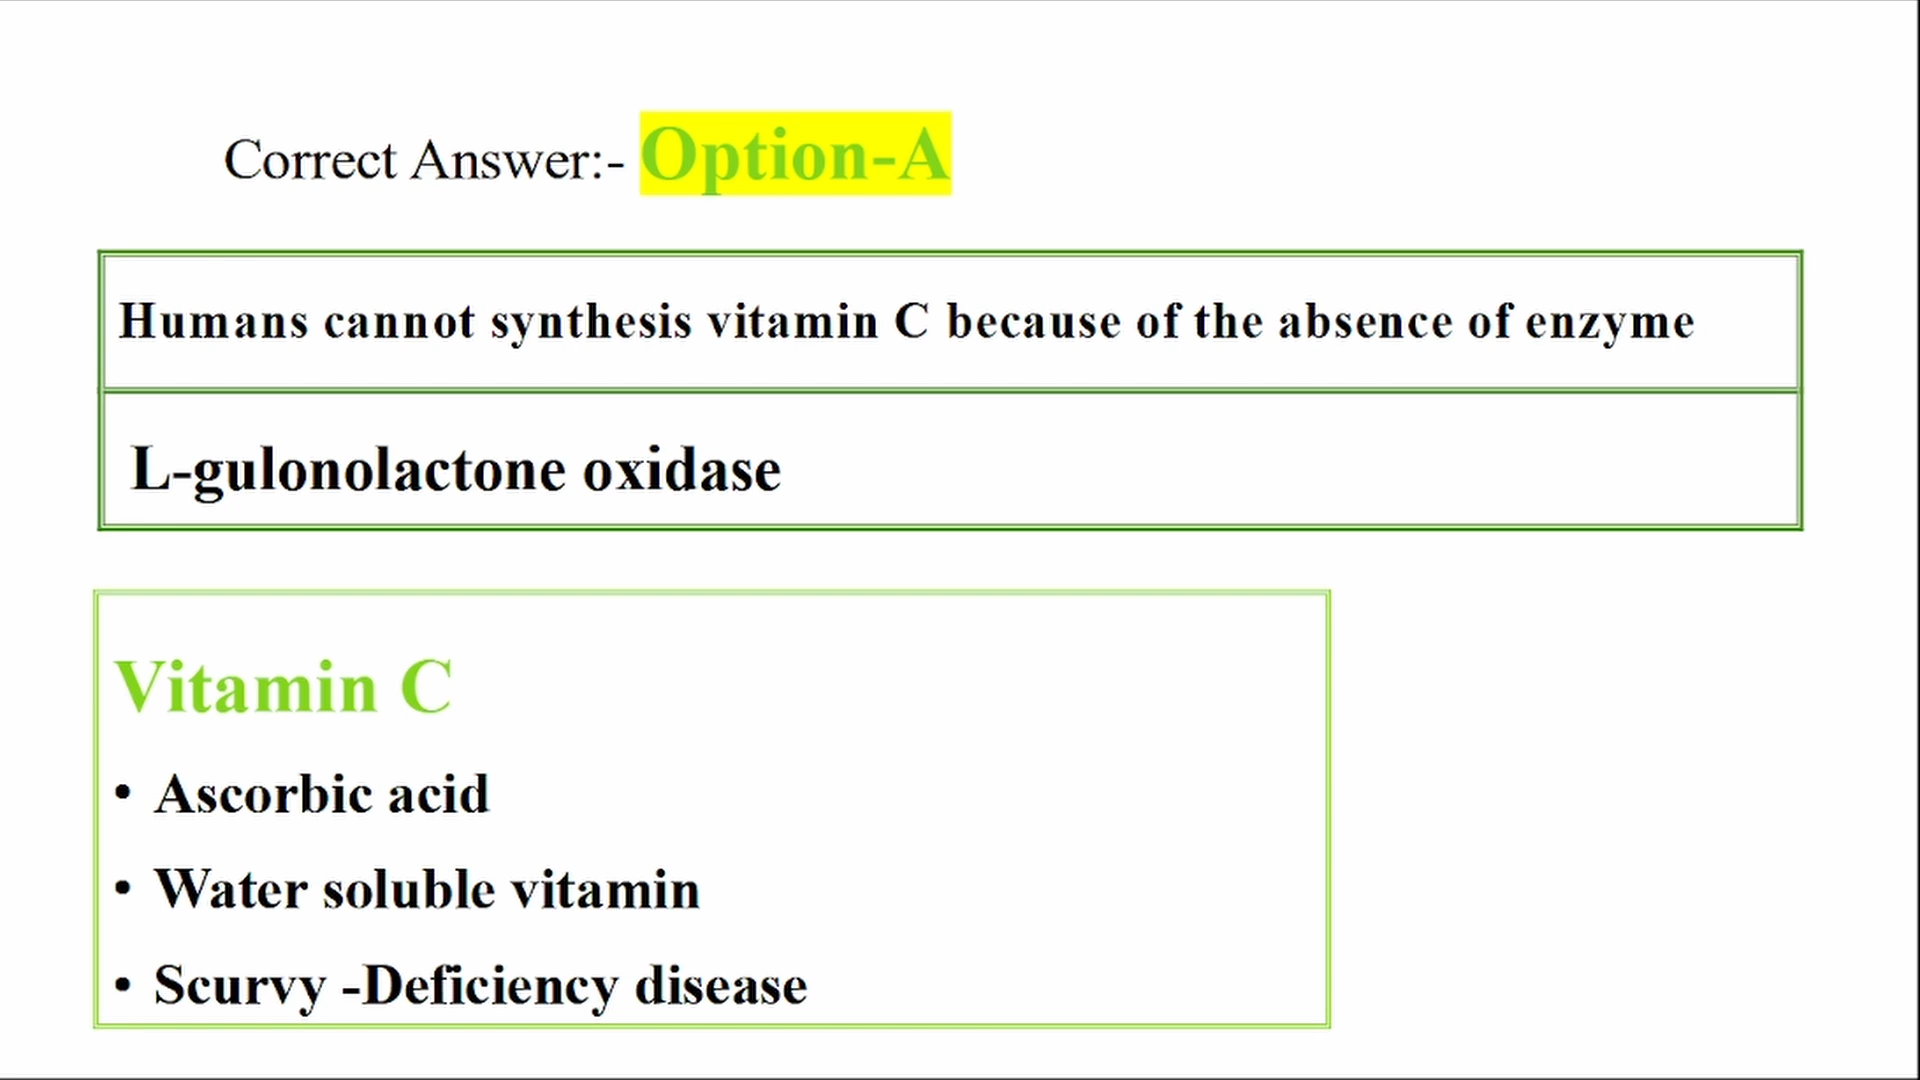 Correct Answer:- Option-A
Humans cannot synthesis vitamin C because of the absence of enzyme
L-gulonolactone oxidase
Vitamin C
• Ascorbic acid
• Water soluble vitamin
• Scurvy -Deficiency disease